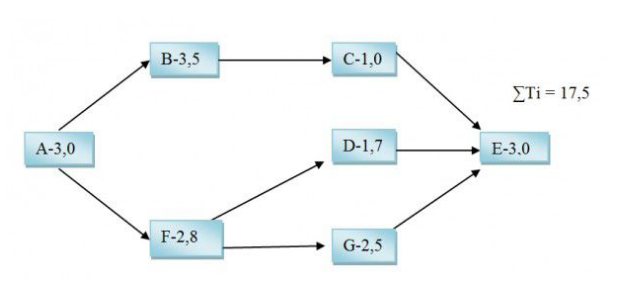 B-3,5
C-1,0
∑Ti = 17,5
A-3,0
D-1,7
E-3.0
F-2,8
G-2,5